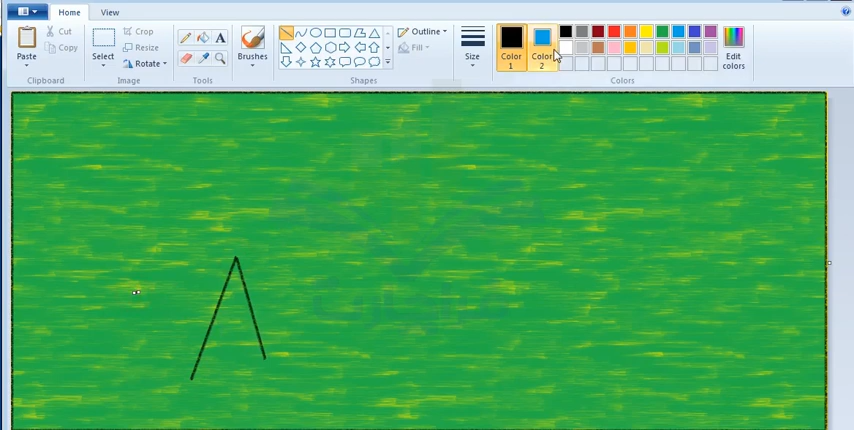 Home View
Paste Cut Copy Select Crop Resize Rotate A Brushes Outline Fill Size Color 1 Color 2 Edit colors
Clipboard Image Tools Shapes Colors